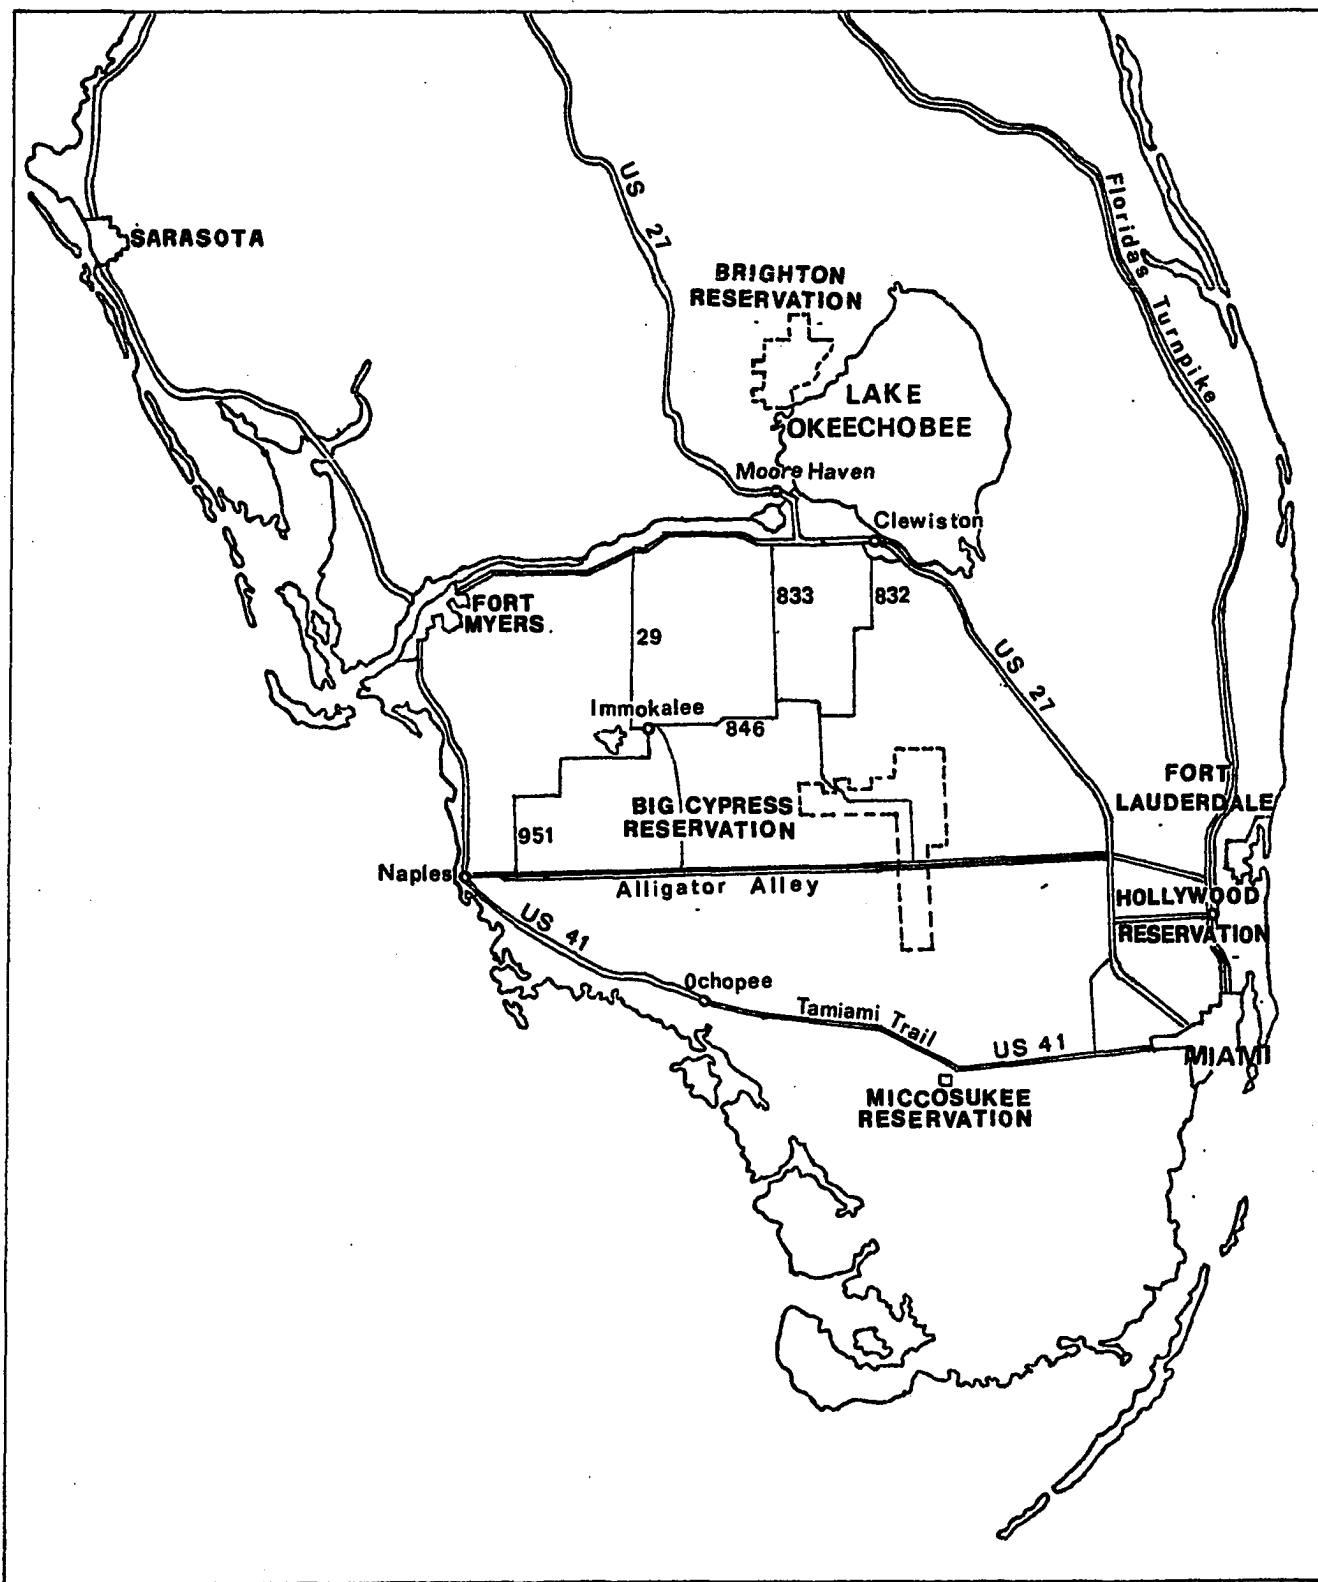 US 27
Floridas Turnpike
SARASOTA
BRIGHTON
RESERVATION
LAKE
OKEECHOBEE
Moore Haven
Clewiston
FORT
MYERS
833
832
29
US 27
Immokalee
846
FORT
LAUDERDALE
BIG CYPRESS
RESERVATION
951
Naples
Alligator Alley
HOLLYWOOD
RESERVATION
US 41
Ochopee
Tamiami Trail
US 41
MIAMI
MICCOSUKEE
RESERVATION